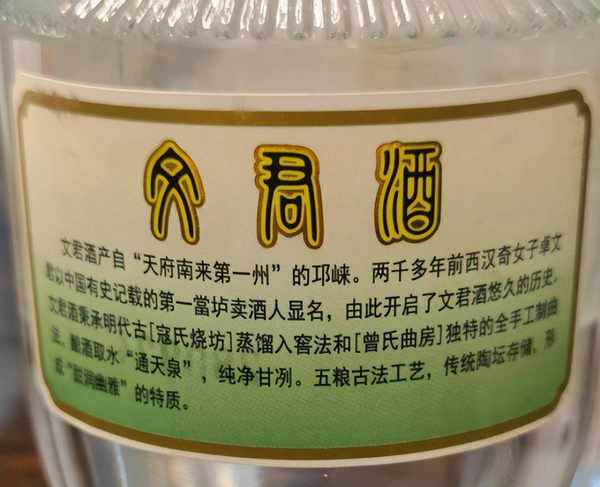 文君酒
文君酒产自“天府南来第一州”的邛崃。两千多年前西汉奇女子卓文
君以中国有史记载的第一當垆卖酒人显名，由此开启了文君酒悠久的历史。
文君酒秉承明代古[寇氏烧坊]蒸馏入窖法和[曾氏曲房]独特的全手工制曲
法，酿酒取水“通天泉”，纯净甘冽。五粮古法工艺，传统陶坛存储，形
成“甜润幽雅”的特质。